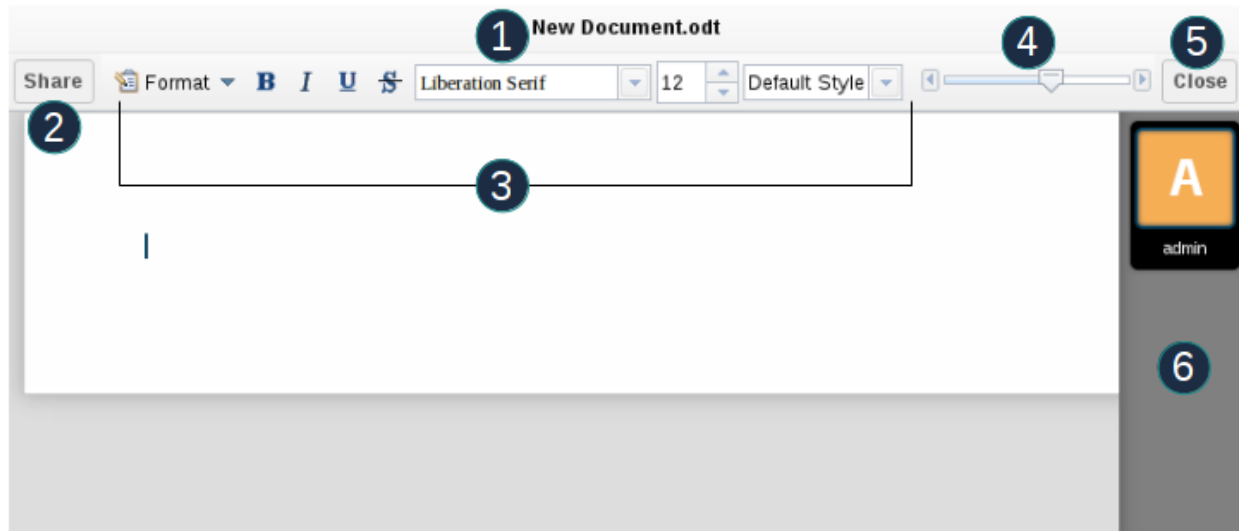 1 New Document.odt
4
5
Share Format B I U S Liberation Serif 12 Default Style Close
2
3
A
admin
6